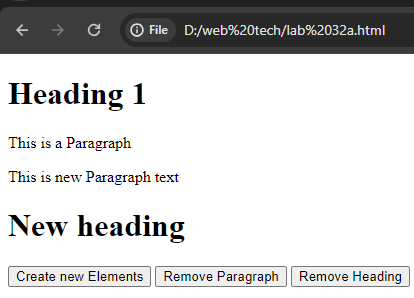 File D:/web%20tech/lab%2032a.html
Heading 1
This is a Paragraph
This is new Paragraph text
New heading
Create new Elements Remove Paragraph Remove Heading